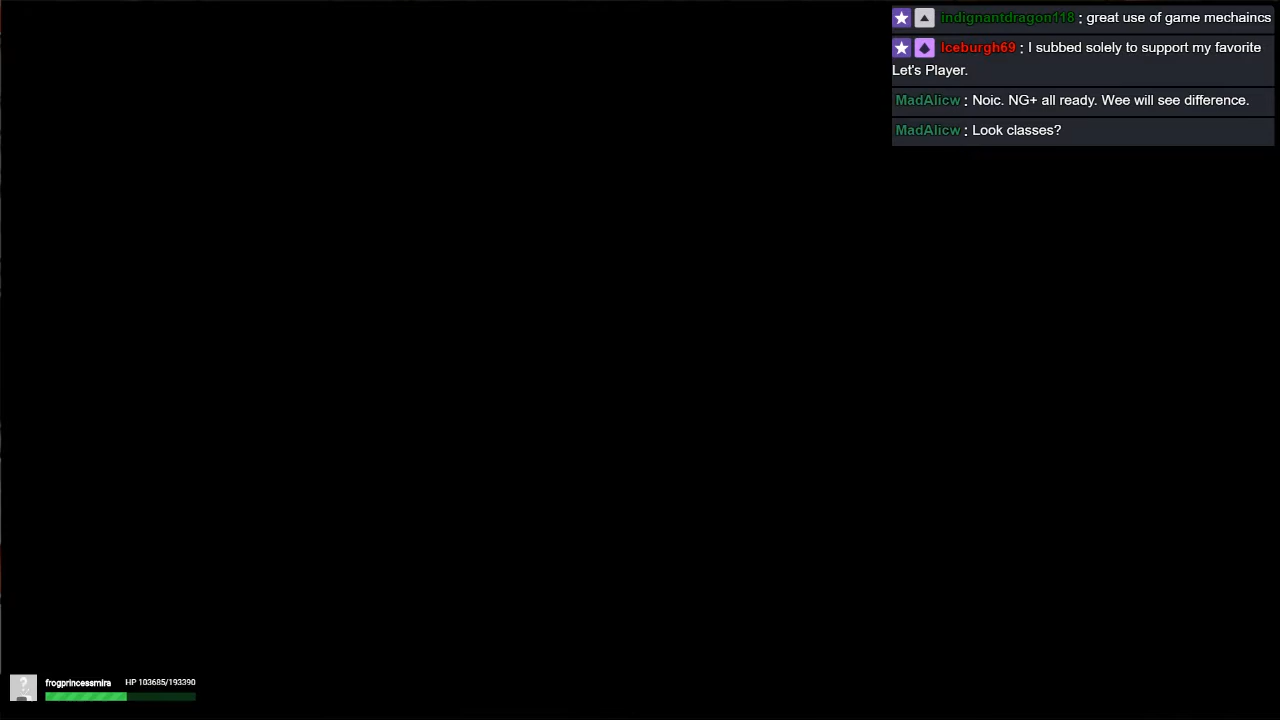 indignantdragon118 : great use of game mechaincs
Iceburgh69 : I subbed solely to support my favorite
Let's Player.
MadAlicw : Noic. NG+ all ready. Wee will see difference.
MadAlicw : Look classes?
frogprincessmira HP 103685/193390